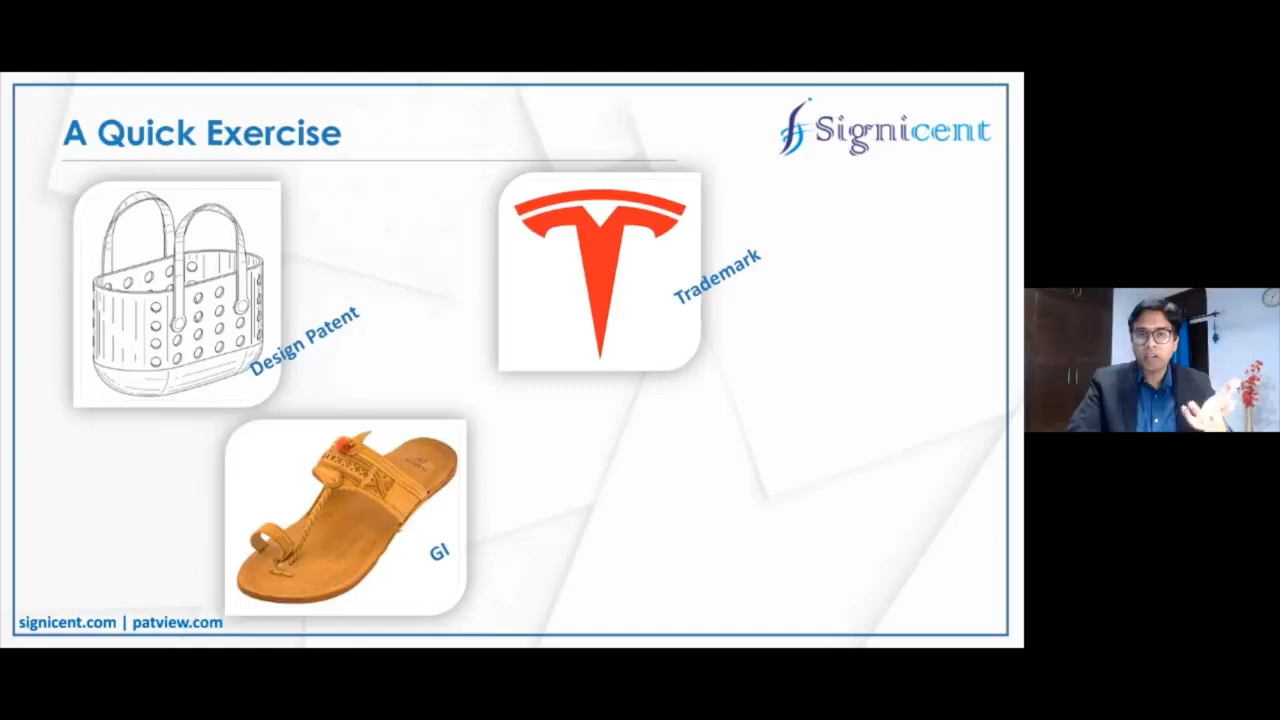 A Quick Exercise
Signicent
Design Patent
Trademark
GI
signicent.com | patview.com